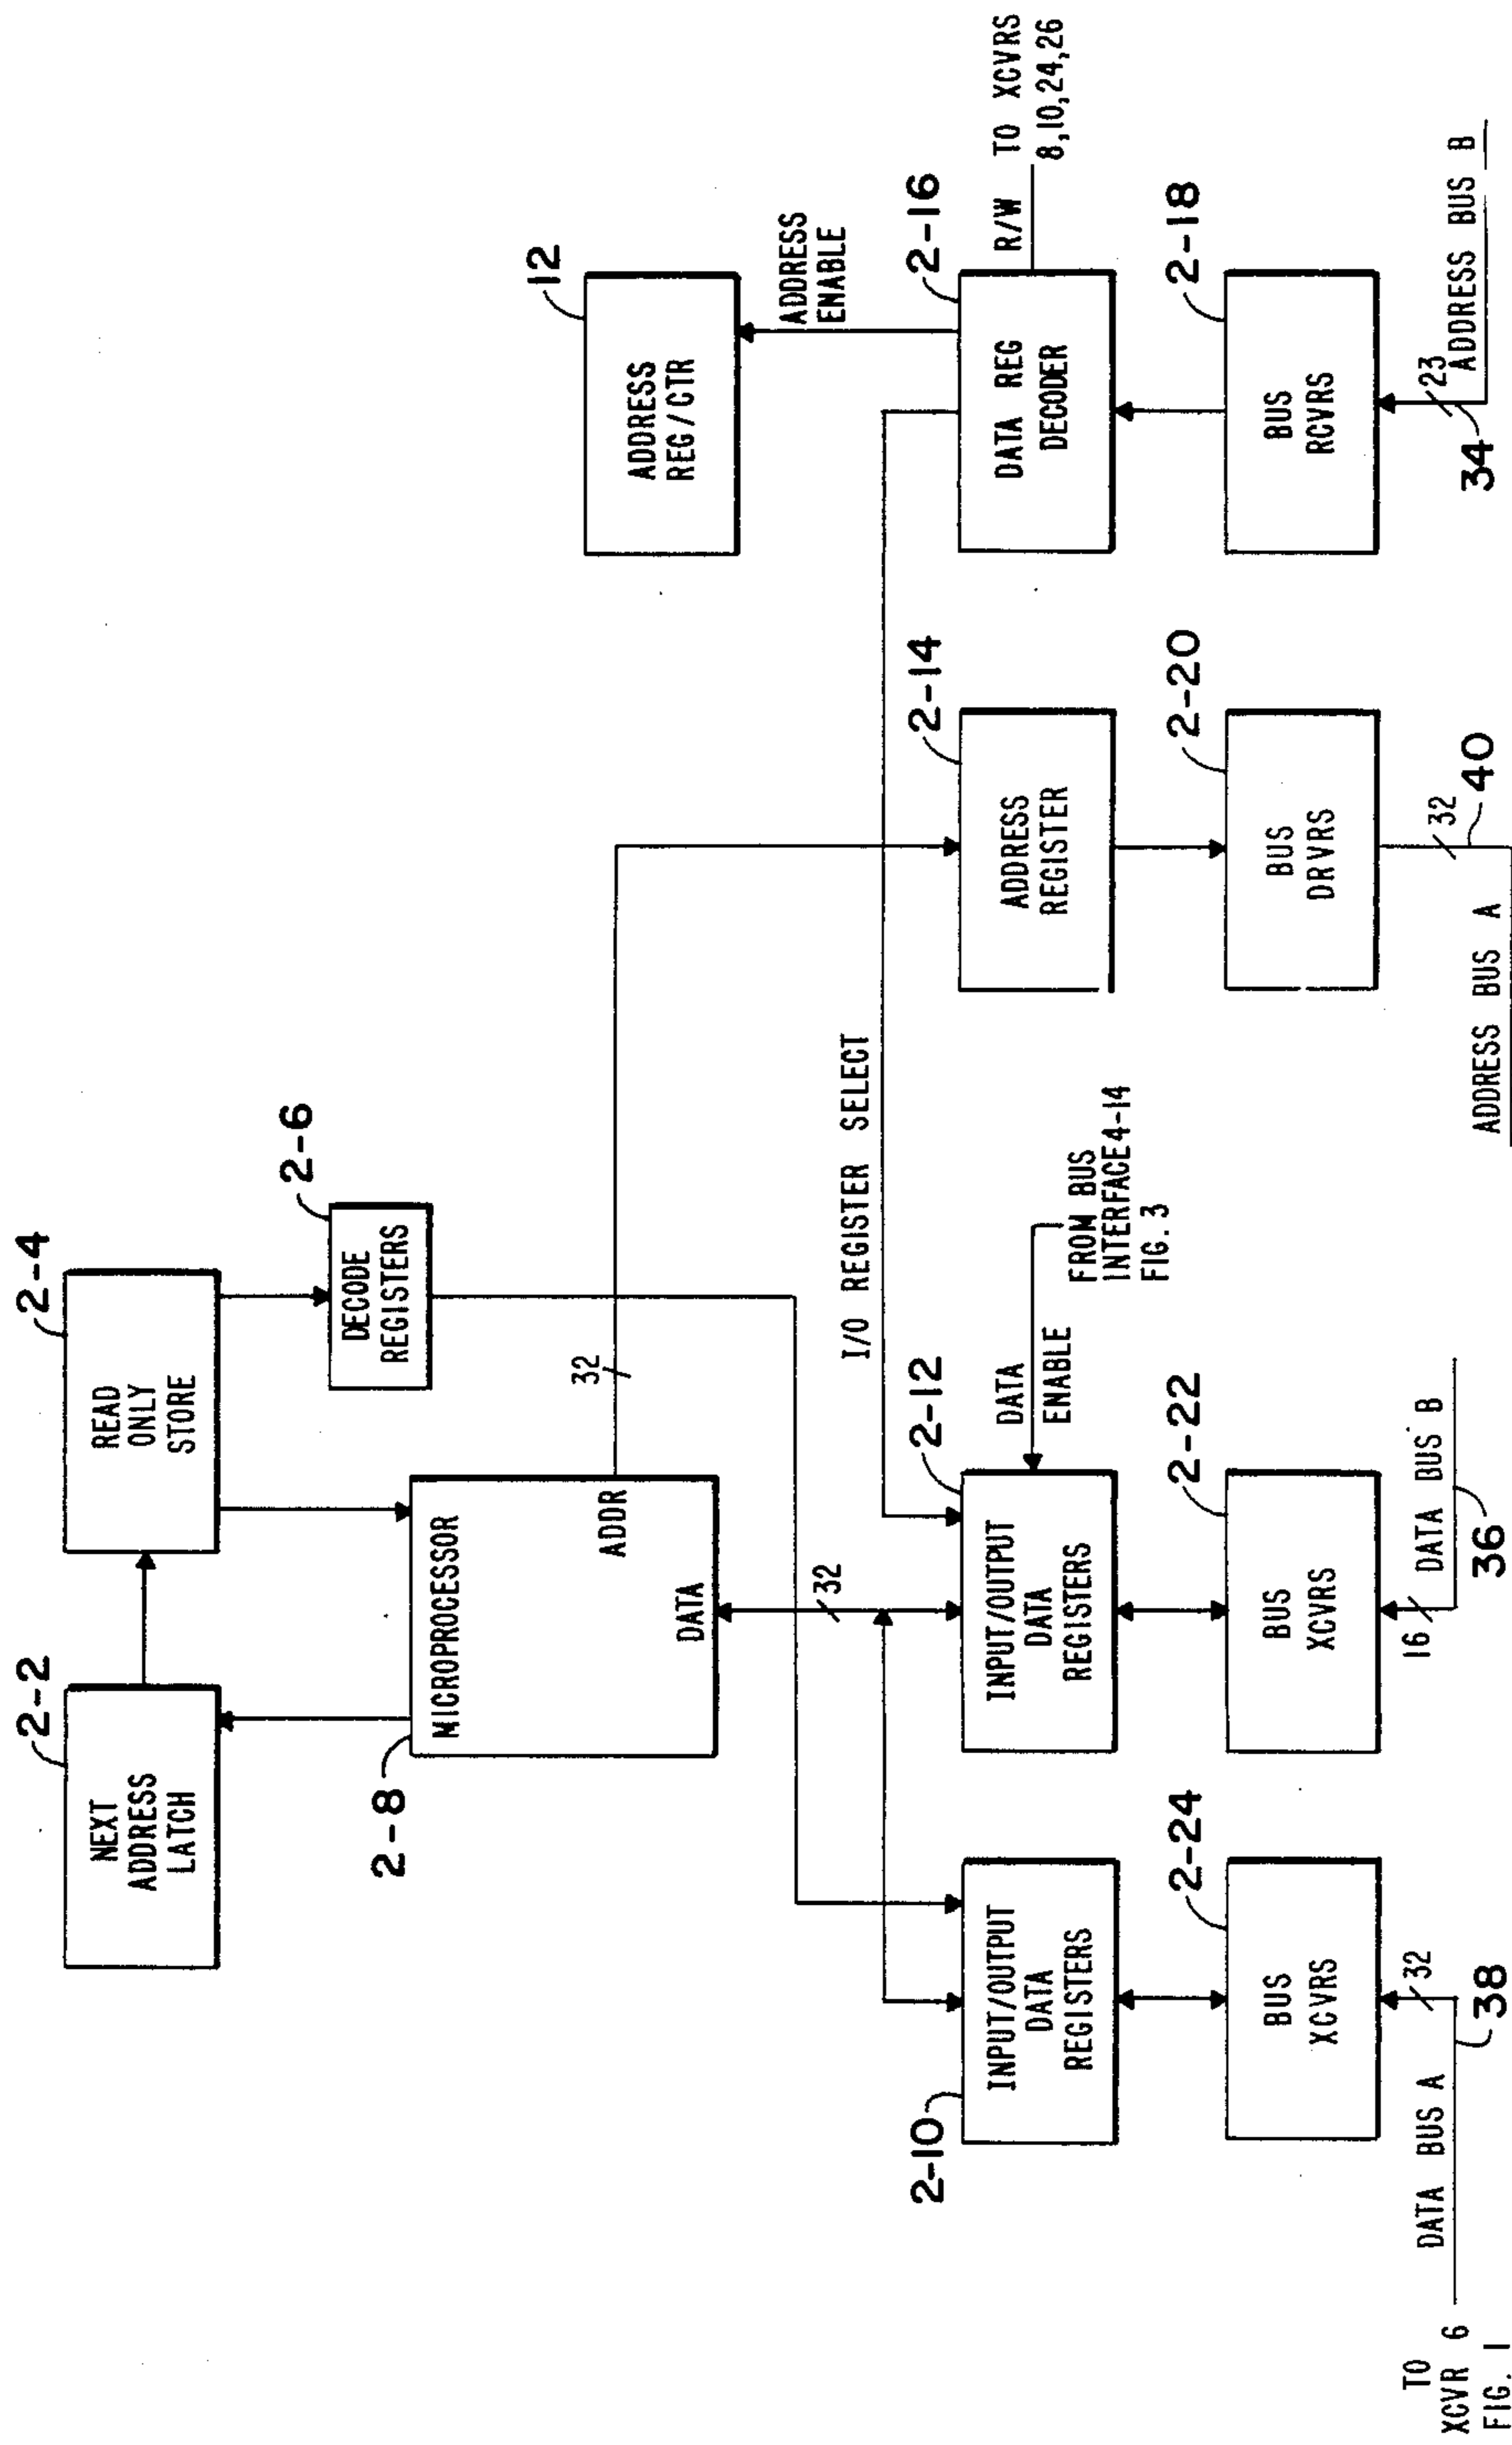 2-2
NEXT
ADDRESS
LATCH
2-4
READ
ONLY
STORE
2-6
DECODE
REGISTERS
2-8
MICROPROCESSOR
ADDR
DATA
32
32
12
ADDRESS
REG/CTR
ADDRESS
ENABLE
I/O REGISTER SELECT
2-10
INPUT/OUTPUT
DATA
REGISTERS
2-12
INPUT/OUTPUT
DATA
REGISTERS
DATA
ENABLE
FROM BUS
INTERFACE 4-14
FIG. 3
2-14
ADDRESS
REGISTER
2-16
DATA REG
DECODER
R/W TO XCVRS
8,10,24,26
2-24
BUS
XCVRS
2-22
BUS
XCVRS
2-20
BUS
DRVRS
2-18
BUS
RCVRS
TO
XCVR 6
FIG. 1
DATA BUS A
32
38
16
DATA BUS B
36
ADDRESS BUS A
32
40
34
23
ADDRESS BUS B